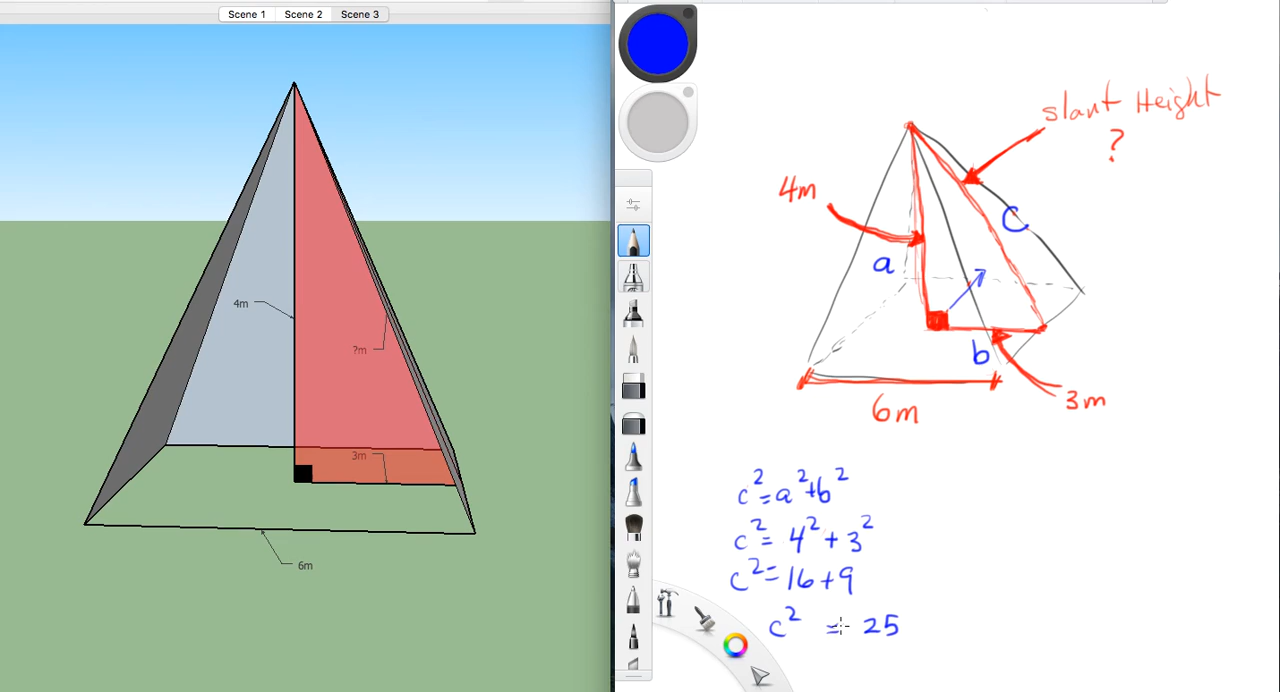 Scene 1 Scene 2 Scene 3
4m
?m
3m
6m
slant Height
?
4m
c
a
b
3m
6m
c²=a²+b²
c²= 4² + 3²
c²=16+9
c² = 25